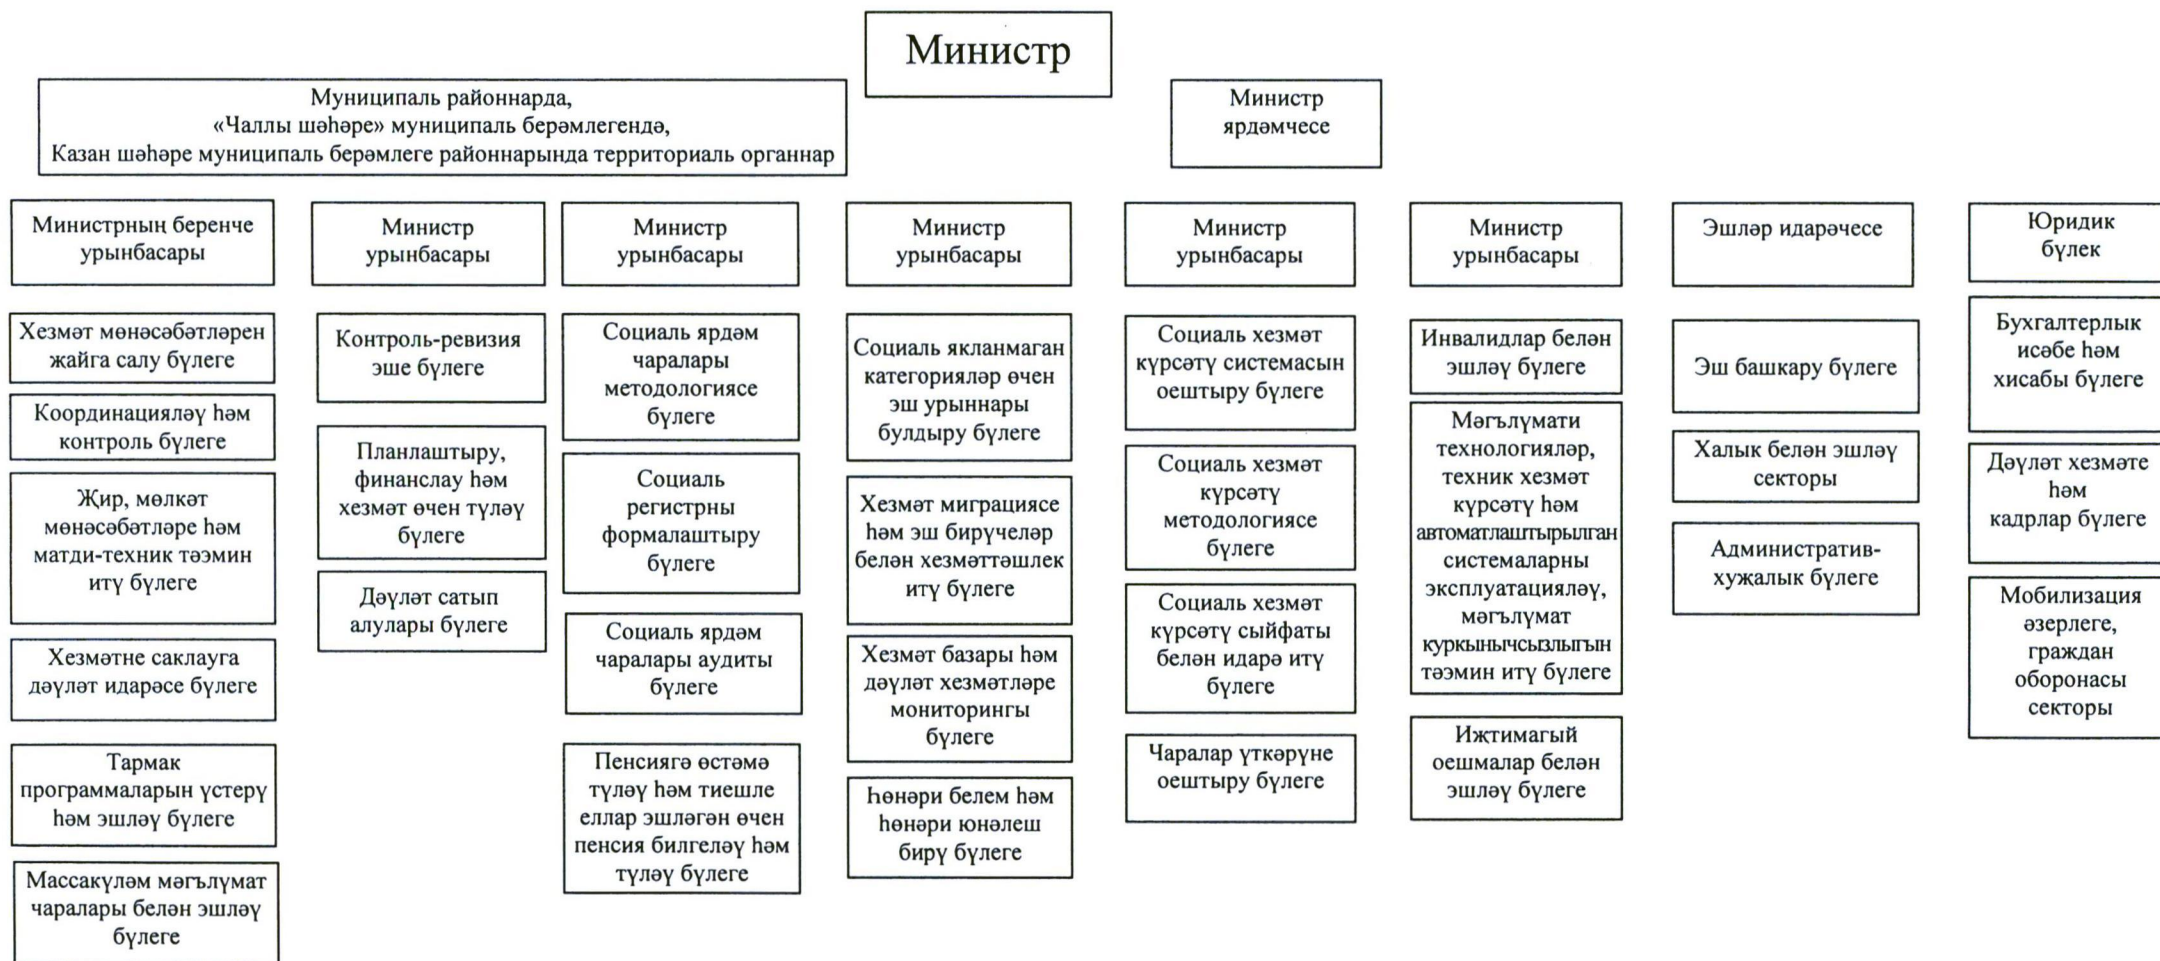 Министр
Муниципаль районнарда,
«Чаллы шәһәре» муниципаль берәмлегендә,
Казан шәһәре муниципаль берәмлеге районнарында территориаль органнар
Министр
ярдәмчесе
Министрның беренче
урынбасары
Хезмәт мөнәсәбәтләрен
җайга салу бүлеге
Координацияләү һәм
контроль бүлеге
Җир, мөлкәт
мөнәсәбәтләре һәм
матди-техник тәэмин
итү бүлеге
Хезмәтне саклауга
дәүләт идарәсе бүлеге
Тармак
программаларын үстерү
һәм эшләү бүлеге
Массакүләм мәгълүмат
чаралары белән эшләү
бүлеге
Министр
урынбасары
Контроль-ревизия
эше бүлеге
Планлаштыру,
финанслау һәм
хезмәт өчен түләү
бүлеге
Дәүләт сатып
алулары бүлеге
Министр
урынбасары
Социаль ярдәм
чаралары
методологиясе
бүлеге
Социаль
регистрны
формалаштыру
бүлеге
Социаль ярдәм
чаралары аудиты
бүлеге
Пенсиягә өстәмә
түләү һәм тиешле
еллар эшләгән өчен
пенсия билгеләү һәм
түләү бүлеге
Министр
урынбасары
Социаль якланмаган
категорияләр өчен
эш урыннары
булдыру бүлеге
Хезмәт миграциясе
һәм эш бирүчеләр
белән хезмәттәшлек
итү бүлеге
Хезмәт базары һәм
дәүләт хезмәтләре
мониторингы
бүлеге
Һөнәри белем һәм
һөнәри юнәлеш
бирү бүлеге
Министр
урынбасары
Социаль хезмәт
күрсәтү системасын
оештыру бүлеге
Социаль хезмәт
күрсәтү
методологиясе
бүлеге
Социаль хезмәт
күрсәтү сыйфаты
белән идарә итү
бүлеге
Чаралар үткәрүне
оештыру бүлеге
Министр
урынбасары
Инвалидлар белән
эшләү бүлеге
Мәгълүмати
технологияләр,
техник хезмәт
күрсәтү һәм
автоматлаштырылган
системаларны
эксплуатацияләү,
мәгълүмат
куркынычсызлыгын
тәэмин итү бүлеге
Иҗтимагый
оешмалар белән
эшләү бүлеге
Эшләр идарәчесе
Эш башкару бүлеге
Халык белән эшләү
секторы
Административ-
хуҗалык бүлеге
Юридик
бүлек
Бухгалтерлык
исәбе һәм
хисабы бүлеге
Дәүләт хезмәте
һәм
кадрлар бүлеге
Мобилизация
әзерлеге,
граждан
оборонасы
секторы